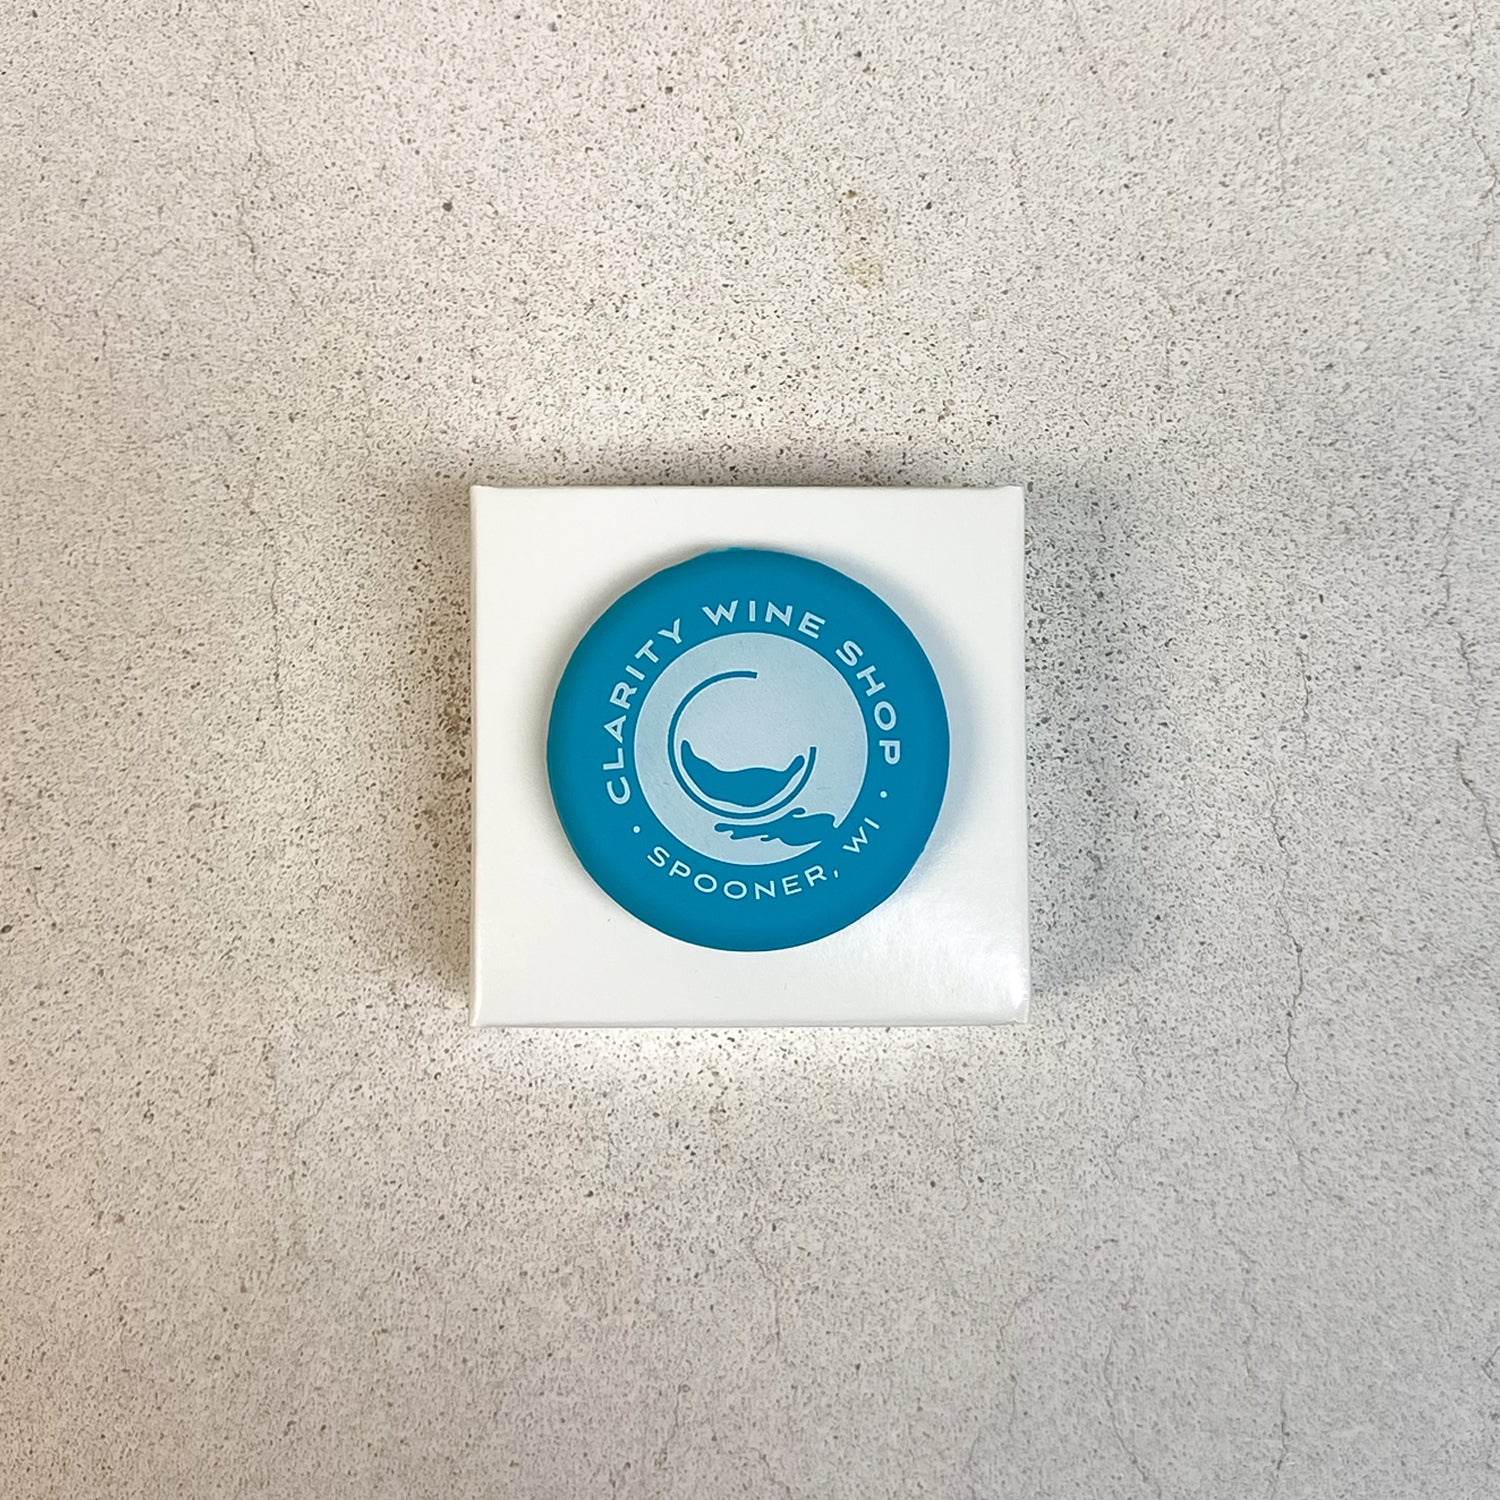 CLARITY WINE SHOP
• SPOONER, WI •